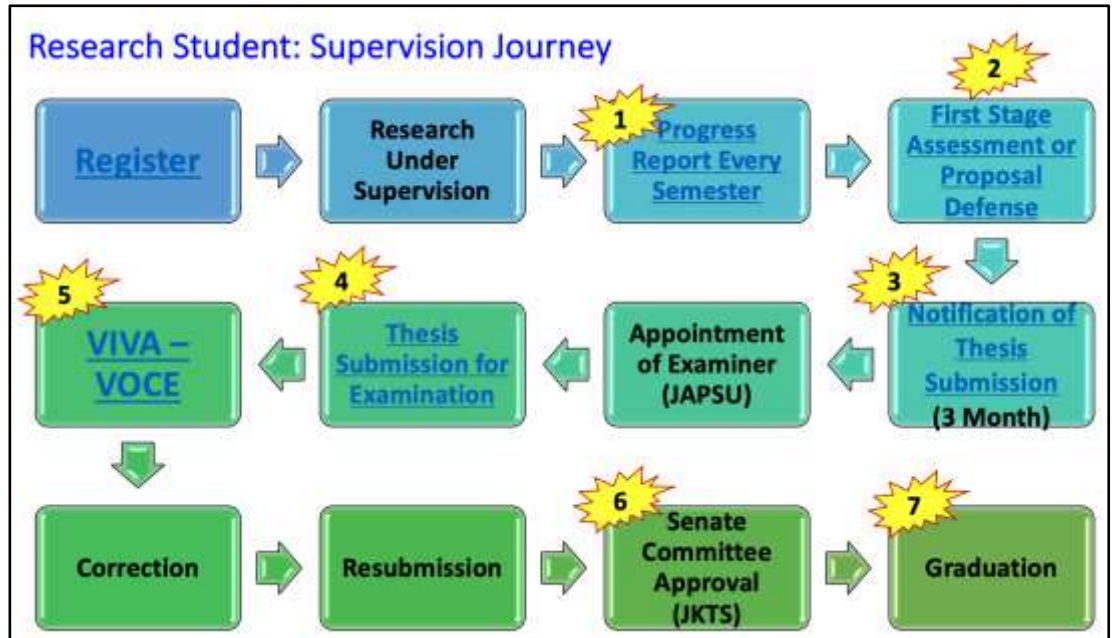 Research Student: Supervision Journey
Register
Research
Under
Supervision
1
Progress
Report Every
Semester
2
First Stage
Assessment or
Proposal
Defense
3
Notification of
Thesis
Submission
(3 Month)
Appointment
of Examiner
(JAPSU)
4
Thesis
Submission for
Examination
5
VIVA –
VOCE
Correction
Resubmission
6
Senate
Committee
Approval
(JKTS)
7
Graduation